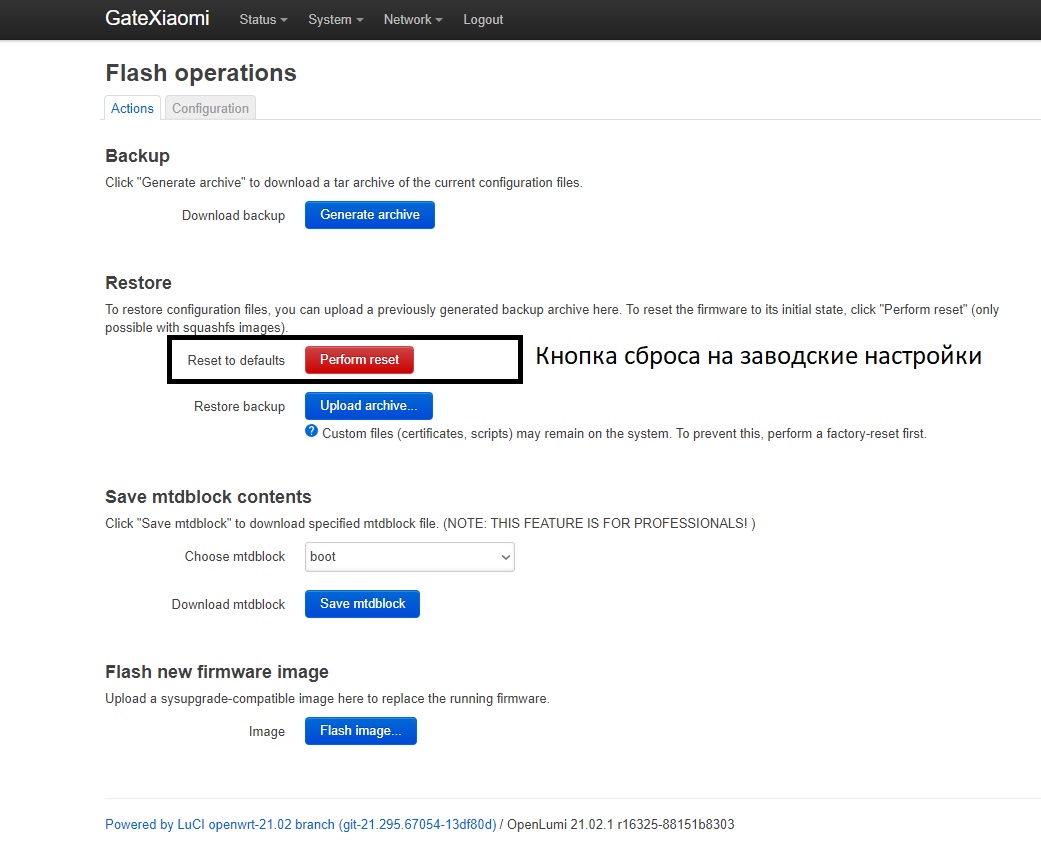 GateXiaomi Status System Network Logout
Flash operations
Actions Configuration
Backup
Click "Generate archive" to download a tar archive of the current configuration files.
Download backup Generate archive
Restore
To restore configuration files, you can upload a previously generated backup archive here. To reset the firmware to its initial state, click "Perform reset" (only
possible with squashfs images).
Reset to defaults Perform reset Кнопка сброса на заводские настройки
Restore backup Upload archive...
? Custom files (certificates, scripts) may remain on the system. To prevent this, perform a factory-reset first.
Save mtdblock contents
Click "Save mtdblock" to download specified mtdblock file. (NOTE: THIS FEATURE IS FOR PROFESSIONALS! )
Choose mtdblock boot
Download mtdblock Save mtdblock
Flash new firmware image
Upload a sysupgrade-compatible image here to replace the running firmware.
Image Flash image...
Powered by LuCI openwrt-21.02 branch (git-21.295.67054-13df80d) / OpenLumi 21.02.1 r16325-88151b8303